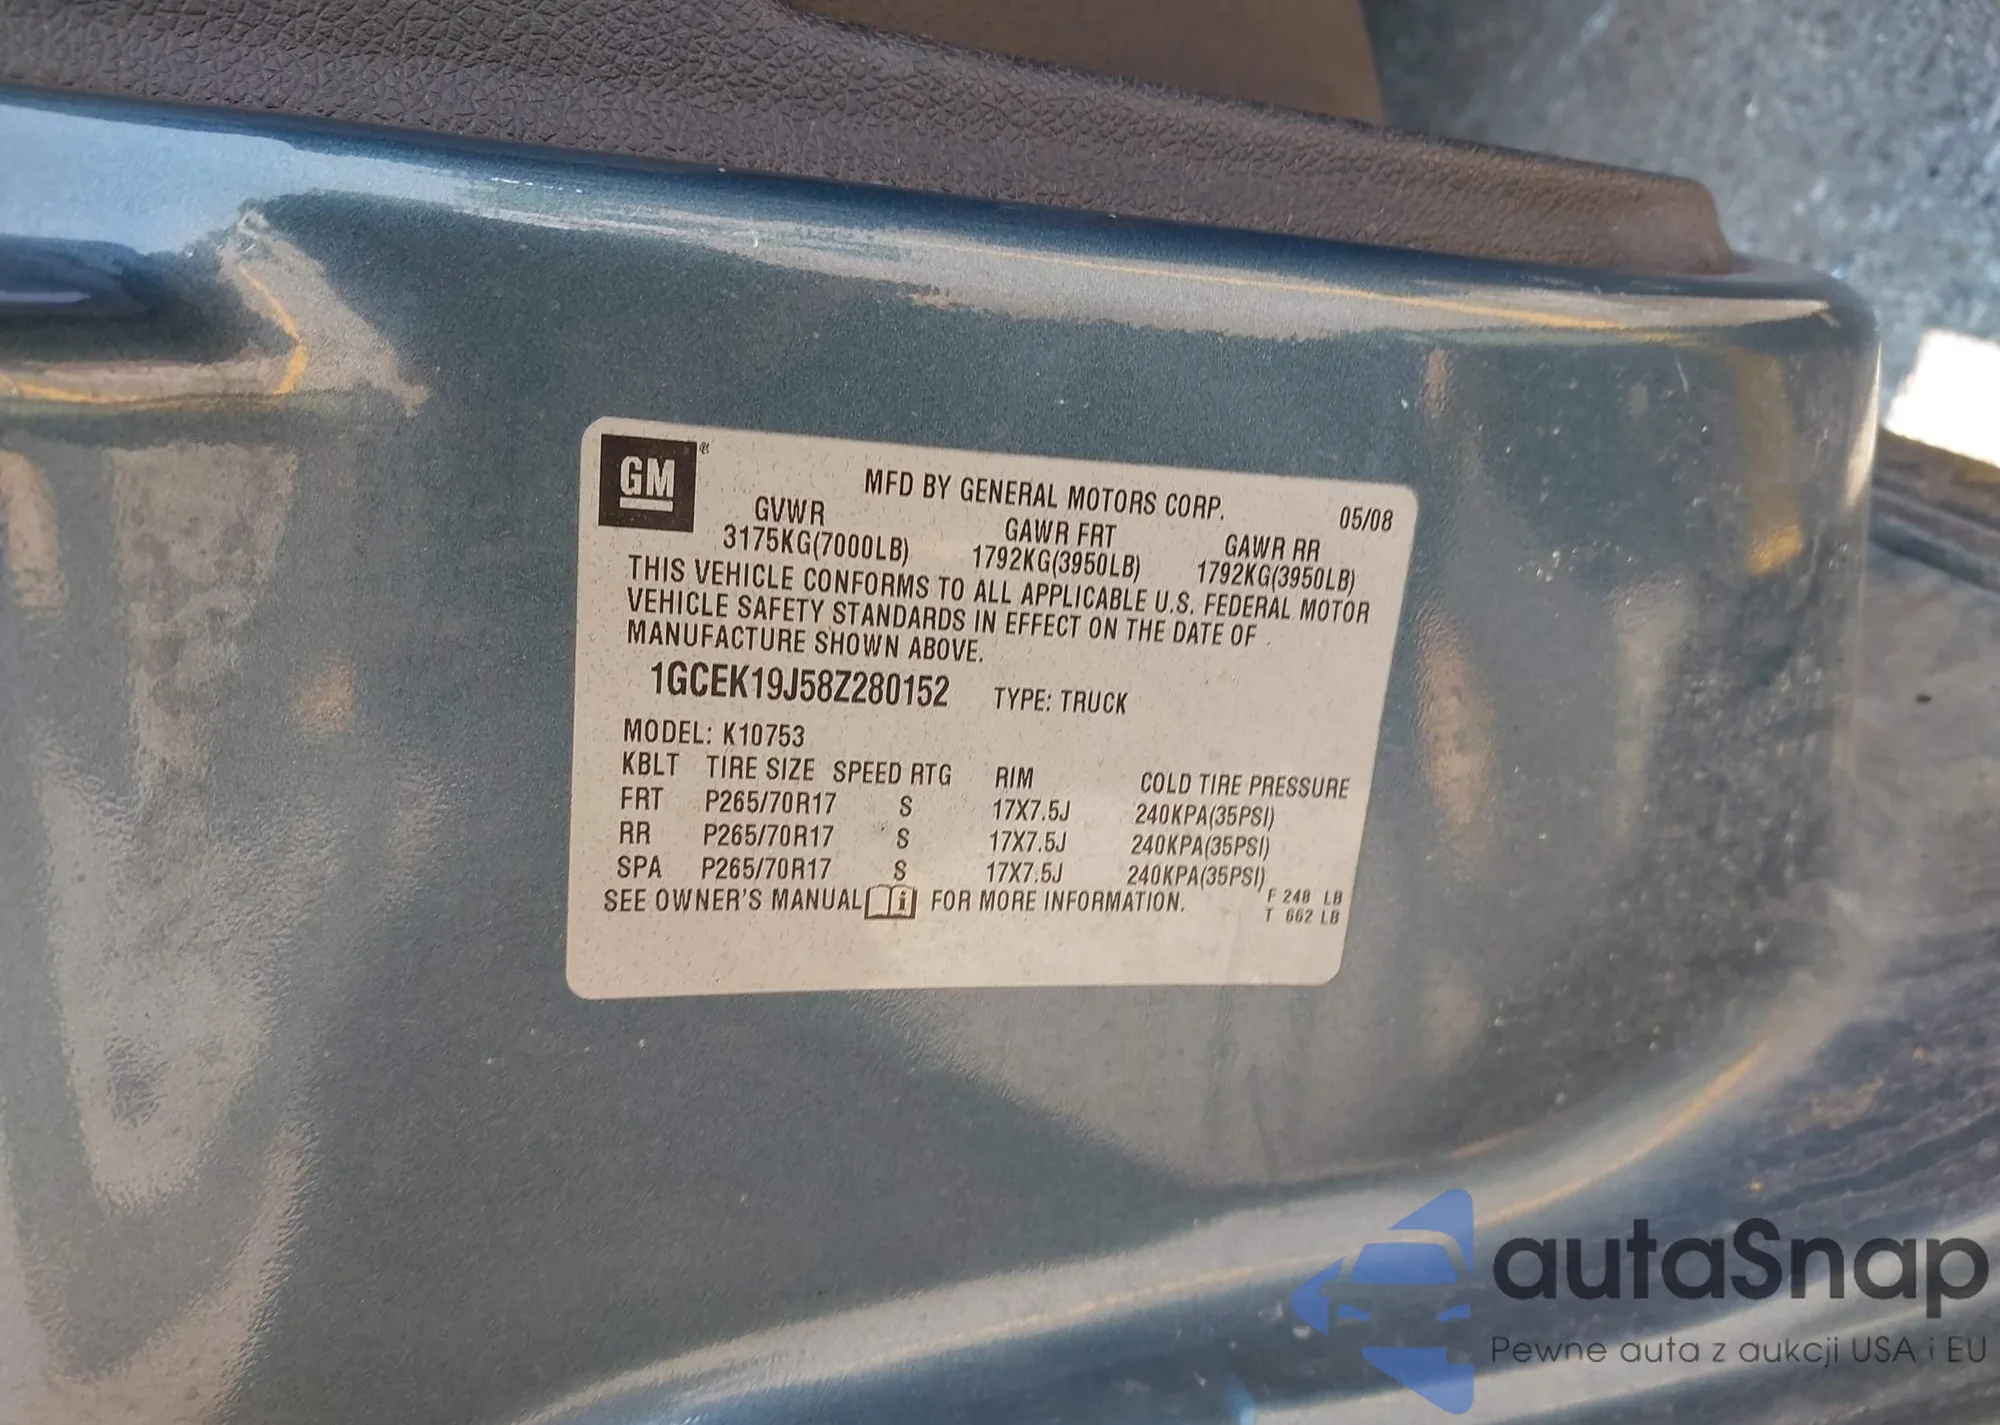 GM®
MFD BY GENERAL MOTORS CORP. 05/08
GVWR GAWR FRT GAWR RR
3175KG(7000LB) 1792KG(3950LB) 1792KG(3950LB)
THIS VEHICLE CONFORMS TO ALL APPLICABLE U.S. FEDERAL MOTOR
VEHICLE SAFETY STANDARDS IN EFFECT ON THE DATE OF
MANUFACTURE SHOWN ABOVE.
1GCEK19J58Z280152 TYPE: TRUCK
MODEL: K10753
KBLT TIRE SIZE SPEED RTG RIM COLD TIRE PRESSURE
FRT P265/70R17 S 17X7.5J 240KPA(35PSI)
RR P265/70R17 S 17X7.5J 240KPA(35PSI)
SPA P265/70R17 S 17X7.5J 240KPA(35PSI)
SEE OWNER'S MANUAL i FOR MORE INFORMATION.
F 248 LB
T 662 LB
autaSnap
Pewne auta z aukcji USA i EU